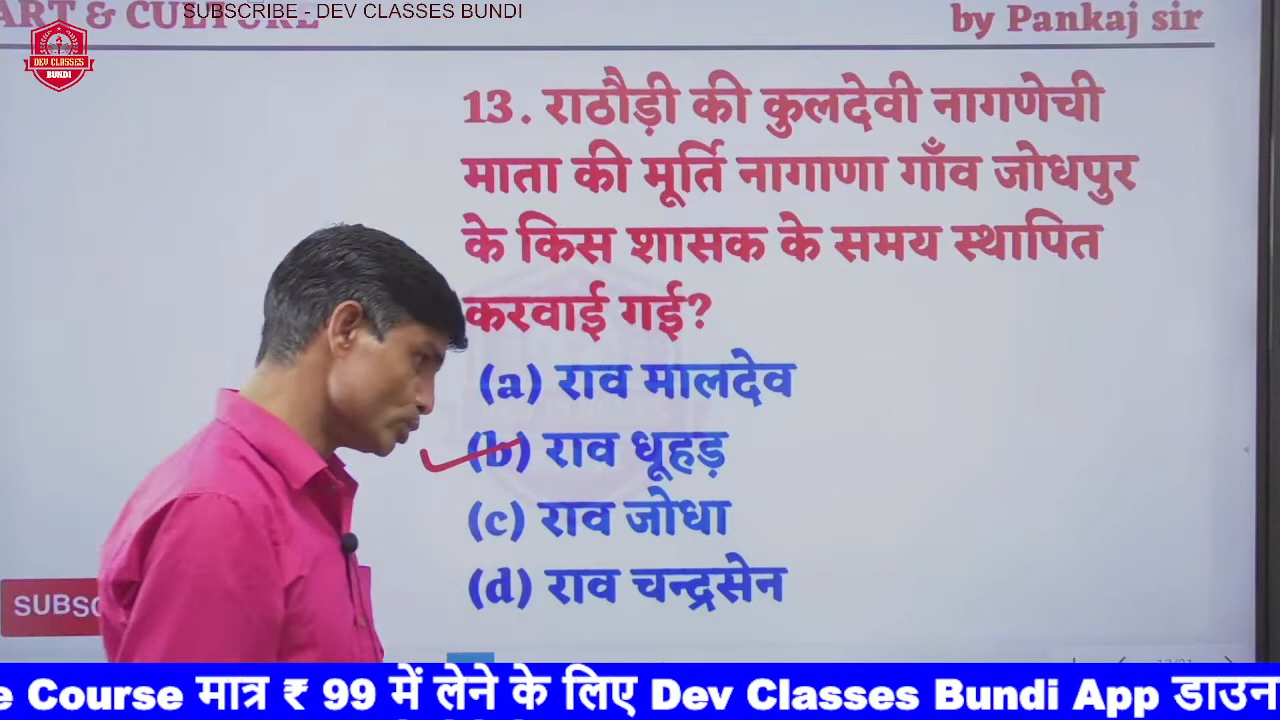 SUBSCRIBE - DEV CLASSES BUNDI
ART & CULTURE
by Pankaj sir
DEV CLASSES
BUNDI
13. राठौड़ी की कुलदेवी नागणेची
माता की मूर्ति नागाणा गाँव जोधपुर
के किस शासक के समय स्थापित
करवाई गई?
(a) राव मालदेव
(b) राव धूहड़
(c) राव जोधा
(d) राव चन्द्रसेन
SUBSC
e Course मात्र ₹ 99 में लेने के लिए Dev Classes Bundi App डाउन